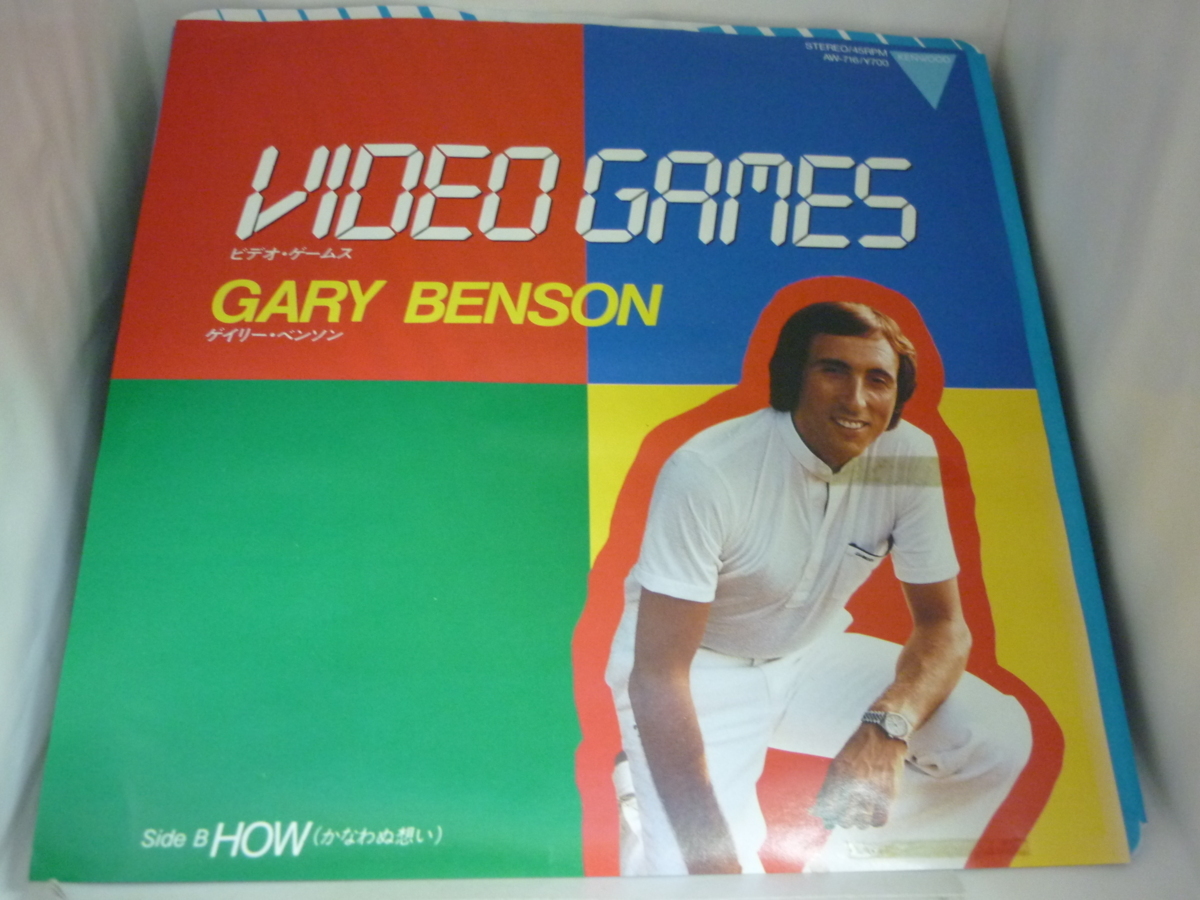 STEREO/45RPM
AW-716/¥700
KENWOOD
VIDEO GAMES
ビデオ・ゲームス
GARY BENSON
ゲイリー・ベンソン
Side B HOW (かなわぬ想い)